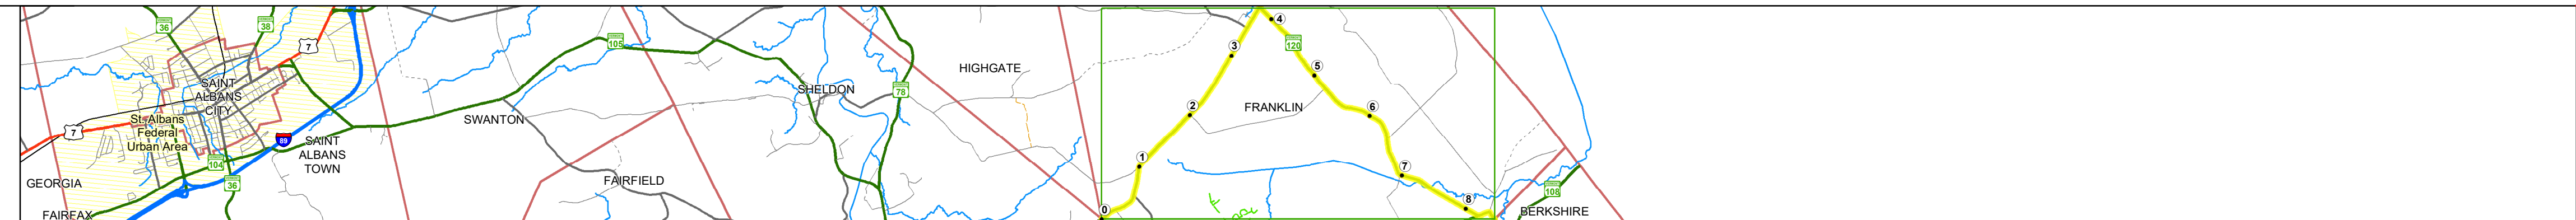 36
38
7
SAINT
ALBANS
CITY
St. Albans
Federal
Urban Area
7
89
SAINT
ALBANS
TOWN
104
36
GEORGIA
FAIRFAX
105
SWANTON
FAIRFIELD
SHELDON
78
HIGHGATE
FRANKLIN
120
0
1
2
3
4
5
6
7
8
108
BERKSHIRE